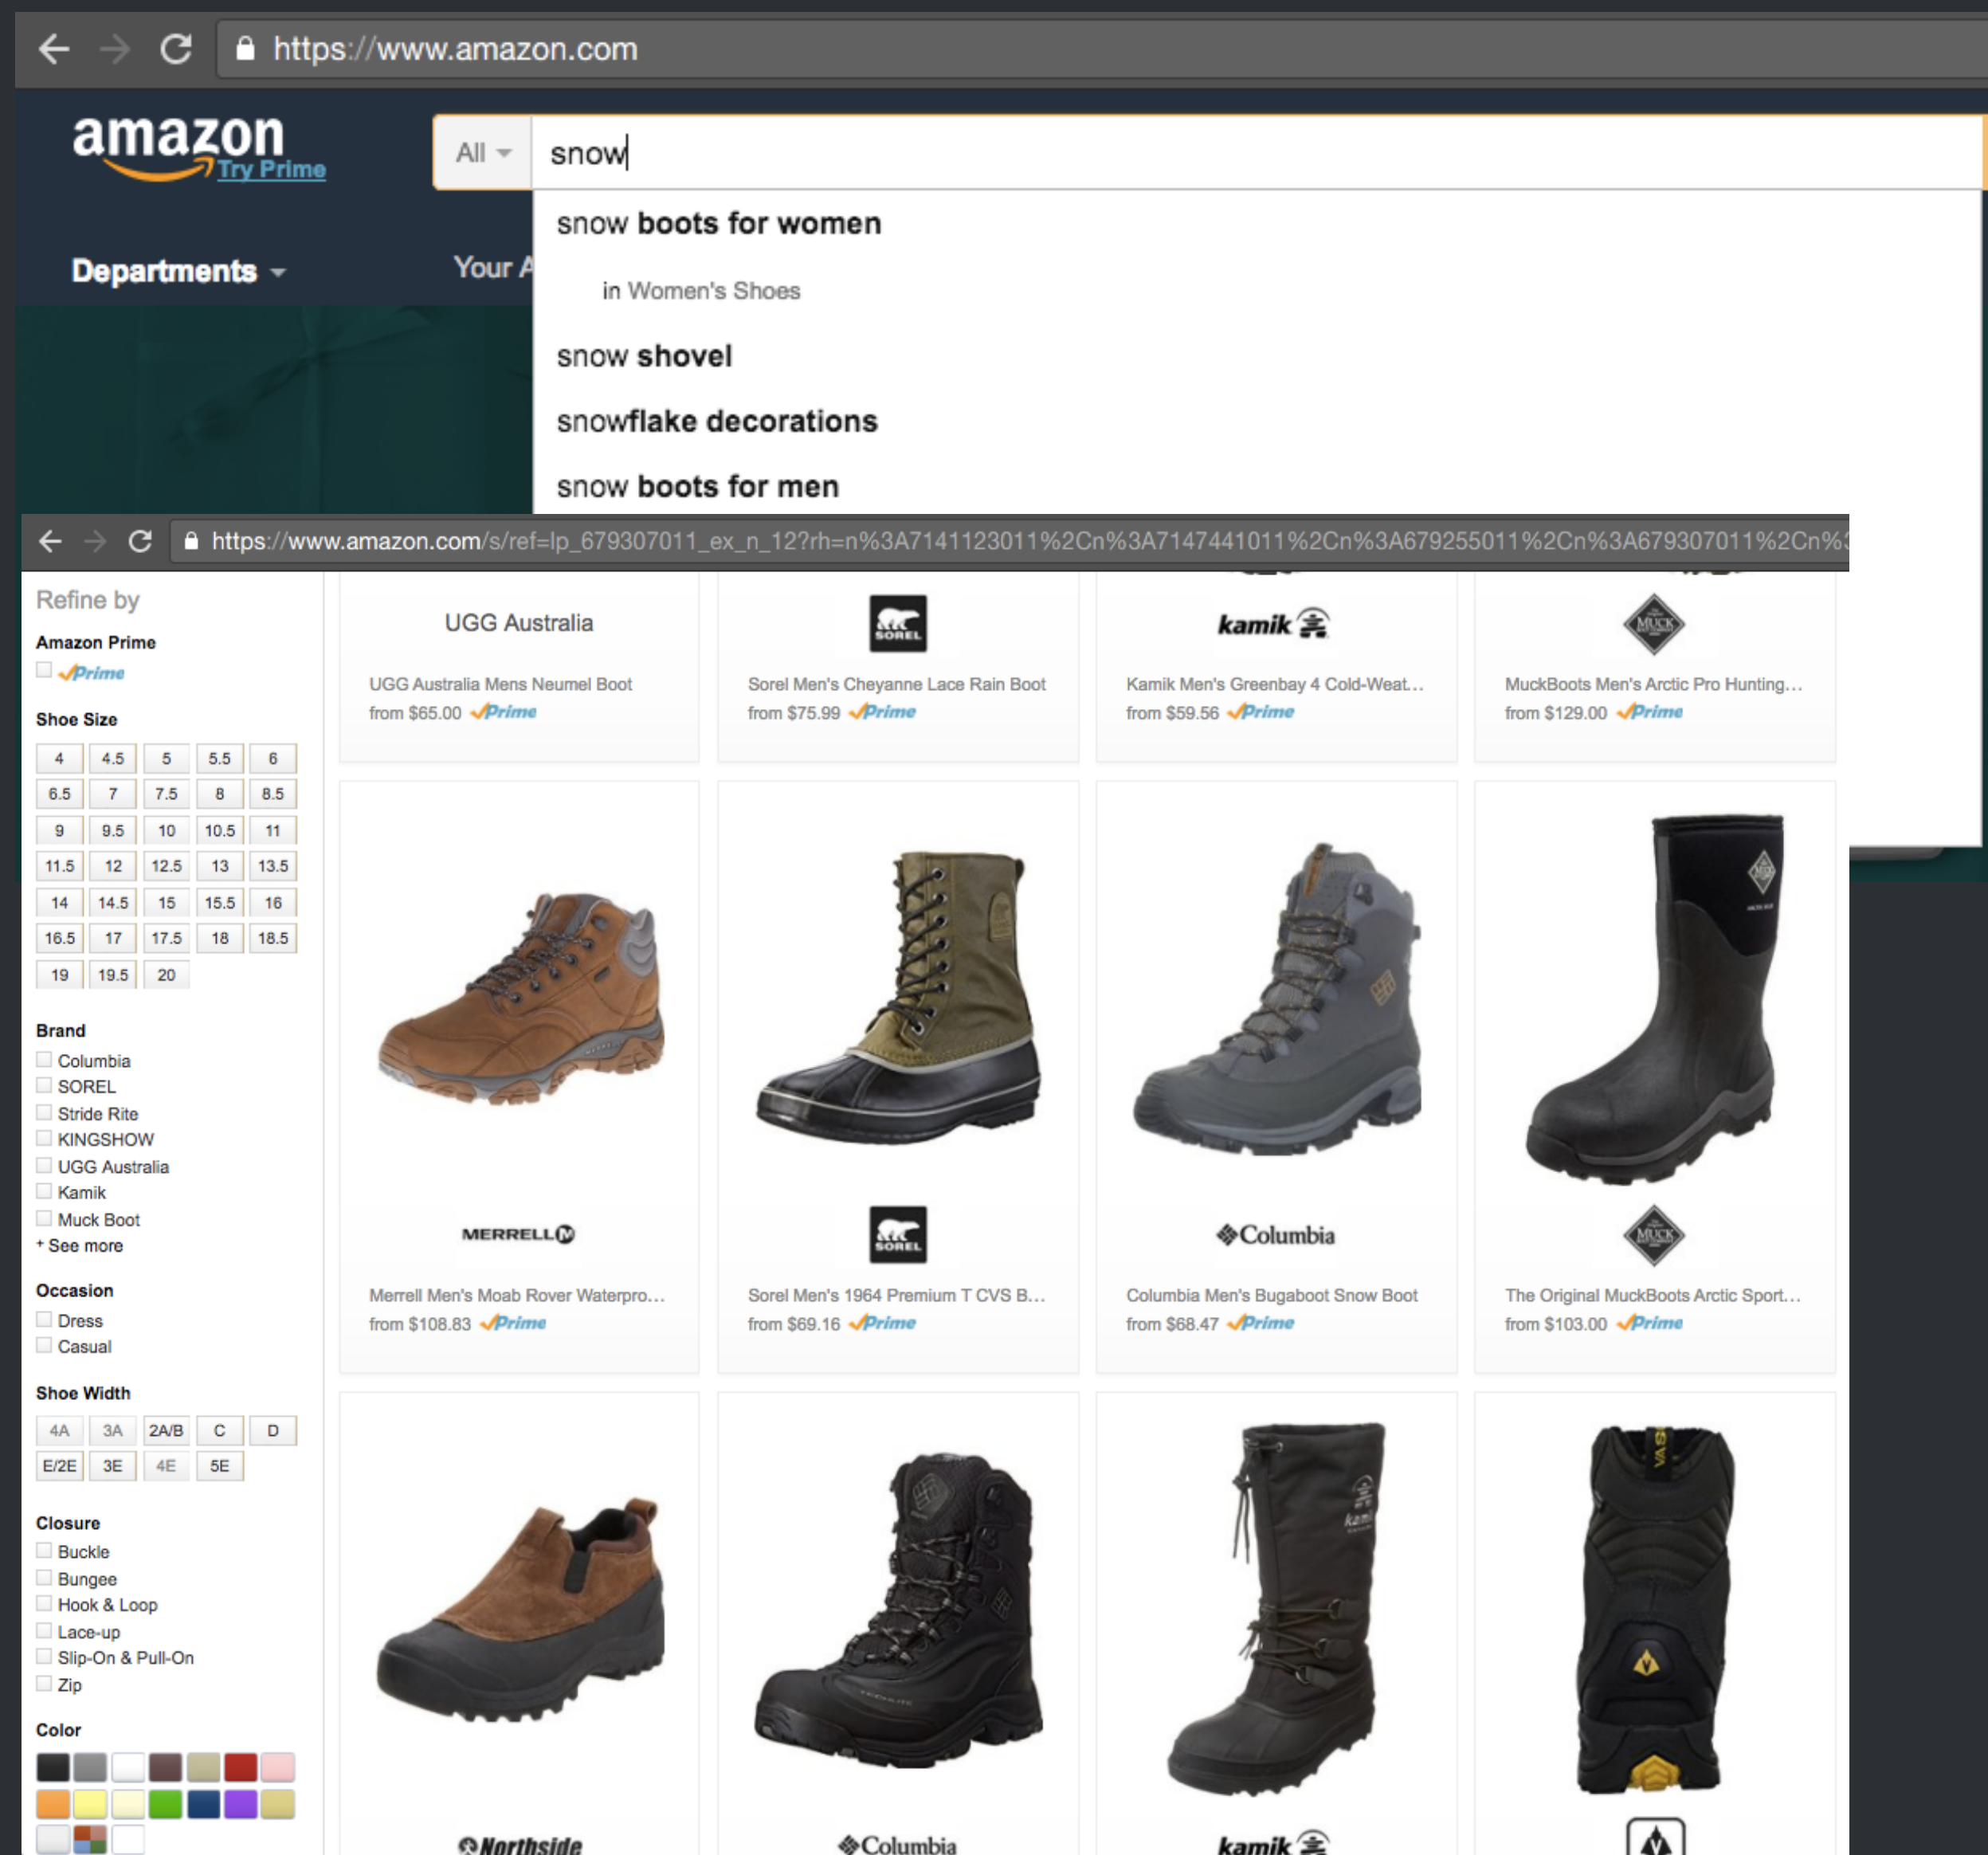 https://www.amazon.com
amazon
Try Prime
All
snow
snow boots for women
in Women's Shoes
snow shovel
snowflake decorations
snow boots for men
Departments
Your A
https://www.amazon.com/s/ref=lp_679307011_ex_n_12?rh=n%3A7141123011%2Cn%3A7147441011%2Cn%3A679255011%2Cn%3A679307011%2Cn%3
Refine by
Amazon Prime
Prime
Shoe Size
4 4.5 5 5.5 6
6.5 7 7.5 8 8.5
9 9.5 10 10.5 11
11.5 12 12.5 13 13.5
14 14.5 15 15.5 16
16.5 17 17.5 18 18.5
19 19.5 20
Brand
Columbia
SOREL
Stride Rite
KINGSHOW
UGG Australia
Kamik
Muck Boot
+ See more
Occasion
Dress
Casual
Shoe Width
4A 3A 2A/B C D
E/2E 3E 4E 5E
Closure
Buckle
Bungee
Hook & Loop
Lace-up
Slip-On & Pull-On
Zip
Color
UGG Australia
UGG Australia Mens Neumel Boot
from $65.00 Prime
SOREL
Sorel Men's Cheyanne Lace Rain Boot
from $75.99 Prime
kamik
Kamik Men's Greenbay 4 Cold-Weat...
from $59.56 Prime
MUCK
MuckBoots Men's Arctic Pro Hunting...
from $129.00 Prime
MERRELL
Merrell Men's Moab Rover Waterpro...
from $108.83 Prime
SOREL
Sorel Men's 1964 Premium T CVS B...
from $69.16 Prime
Columbia
Columbia Men's Bugaboot Snow Boot
from $68.47 Prime
MUCK
The Original MuckBoots Arctic Sport...
from $103.00 Prime
Northside
TECHLITE
Columbia
kamik
kamik
VAS
V